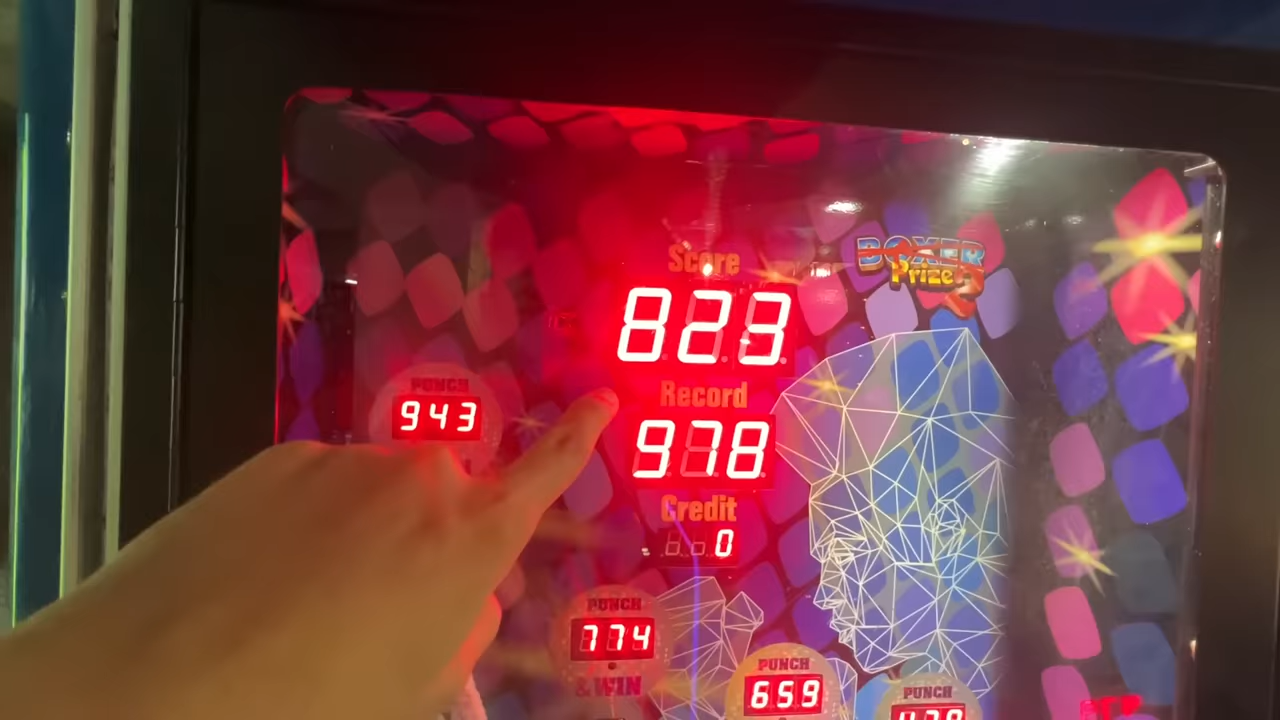 Score
823
BOXER
Prize
Record
978
PUNCH
943
Credit
0
PUNCH
774
& WIN
PUNCH
659
PUNCH